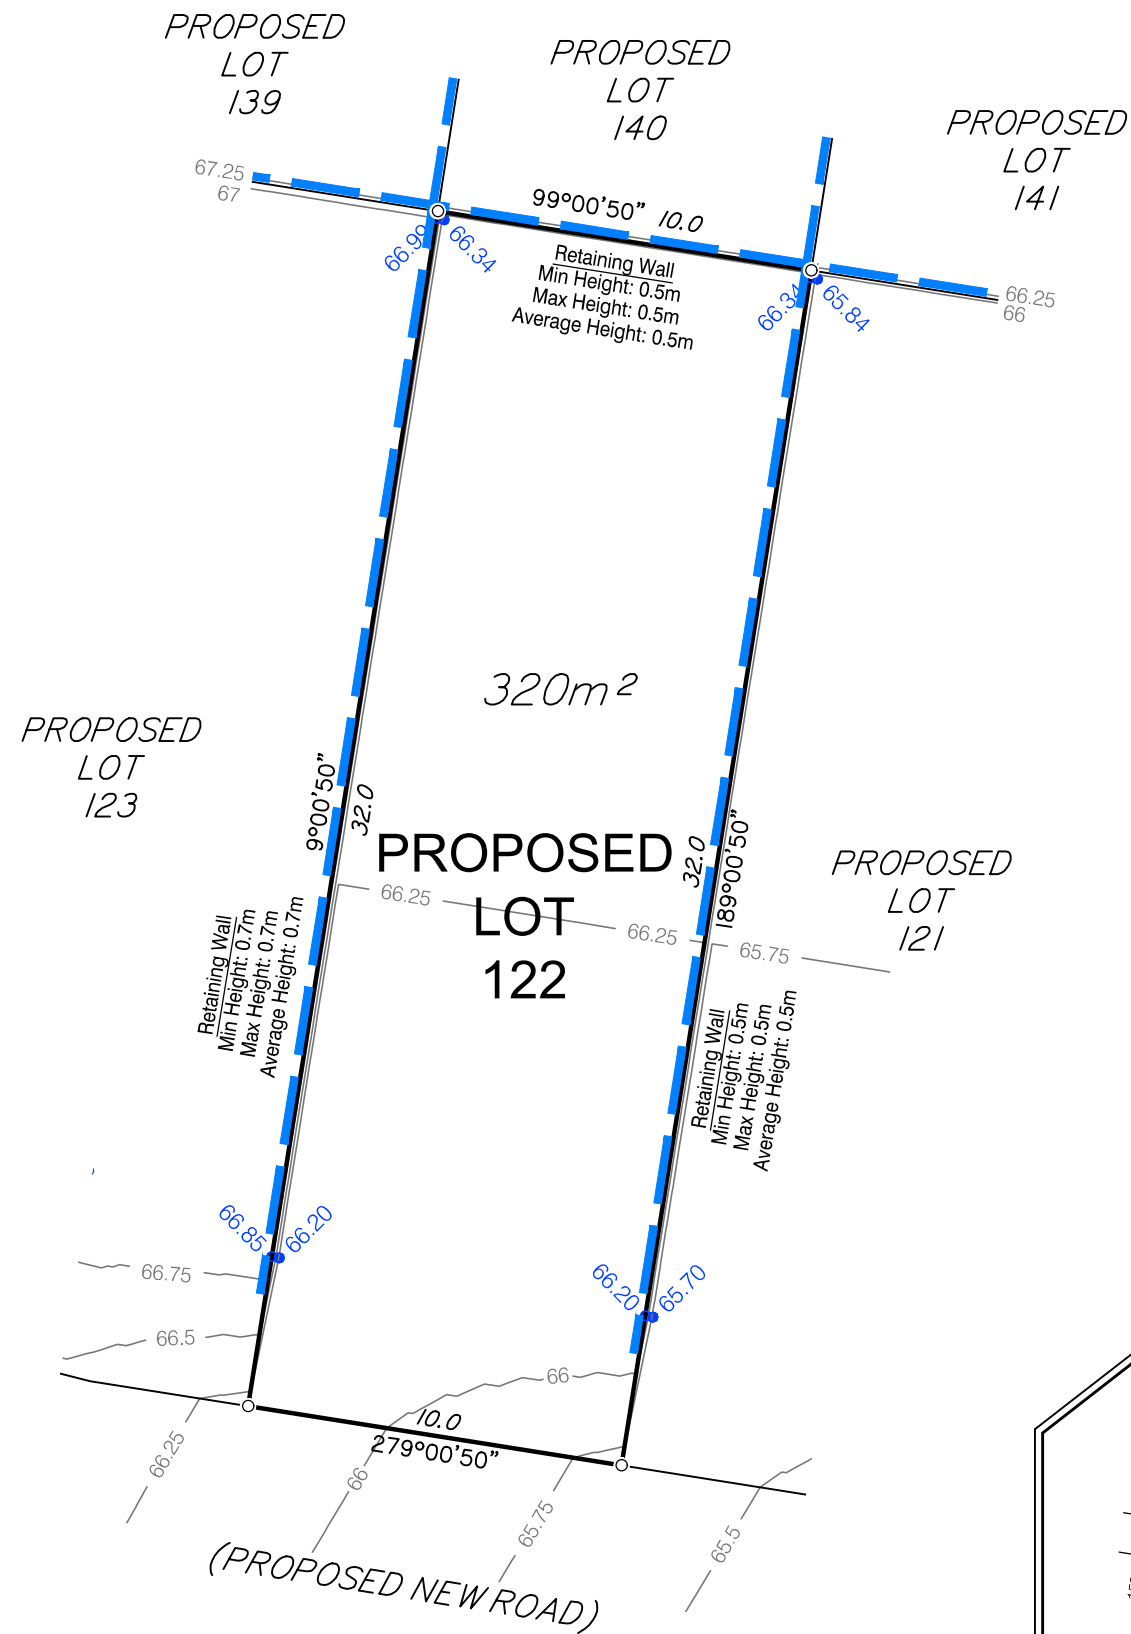 PROPOSED
LOT
139
PROPOSED
LOT
140
PROPOSED
LOT
141
67.25
67
99°00'50” 10.0
66.99
66.34
Retaining Wall
Min Height: 0.5m
Max Height: 0.5m
Average Height: 0.5m
66.34
65.84
66.25
66
320m²
PROPOSED
LOT
123
9°00'50”
32.0
PROPOSED
LOT
122
32.0
189°00'50”
PROPOSED
LOT
121
66.25
66.25
65.75
Retaining Wall
Min Height: 0.7m
Max Height: 0.7m
Average Height: 0.7m
Retaining Wall
Min Height: 0.5m
Max Height: 0.5m
Average Height: 0.5m
66.85
66.20
66.20
65.70
66.75
66.5
66
10.0
279°00'50”
66.25
66
65.75
65.5
(PROPOSED NEW ROAD)